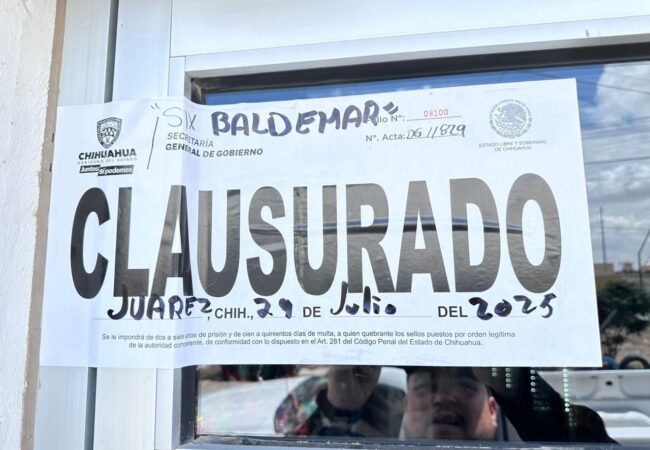 "SIX BALDEMAR"
CHIHUAHUA
GOBIERNO DEL ESTADO
Juntos Sí podemos
SECRETARÍA
GENERAL DE GOBIERNO
lio N°: 08100
N°. Acta: DG 11829
ESTADO LIBRE Y SOBERANO
DE CHIHUAHUA
CLAUSURADO
JUAREZ, CHIH., 29 DE Julio DEL 2025
Se le impondrá de dos a siete años de prisión y de cien a quinientos días de multa, a quien quebrante los sellos puestos por orden legítima
de la autoridad competente, de conformidad con lo dispuesto en el Art. 281 del Código Penal del Estado de Chihuahua.